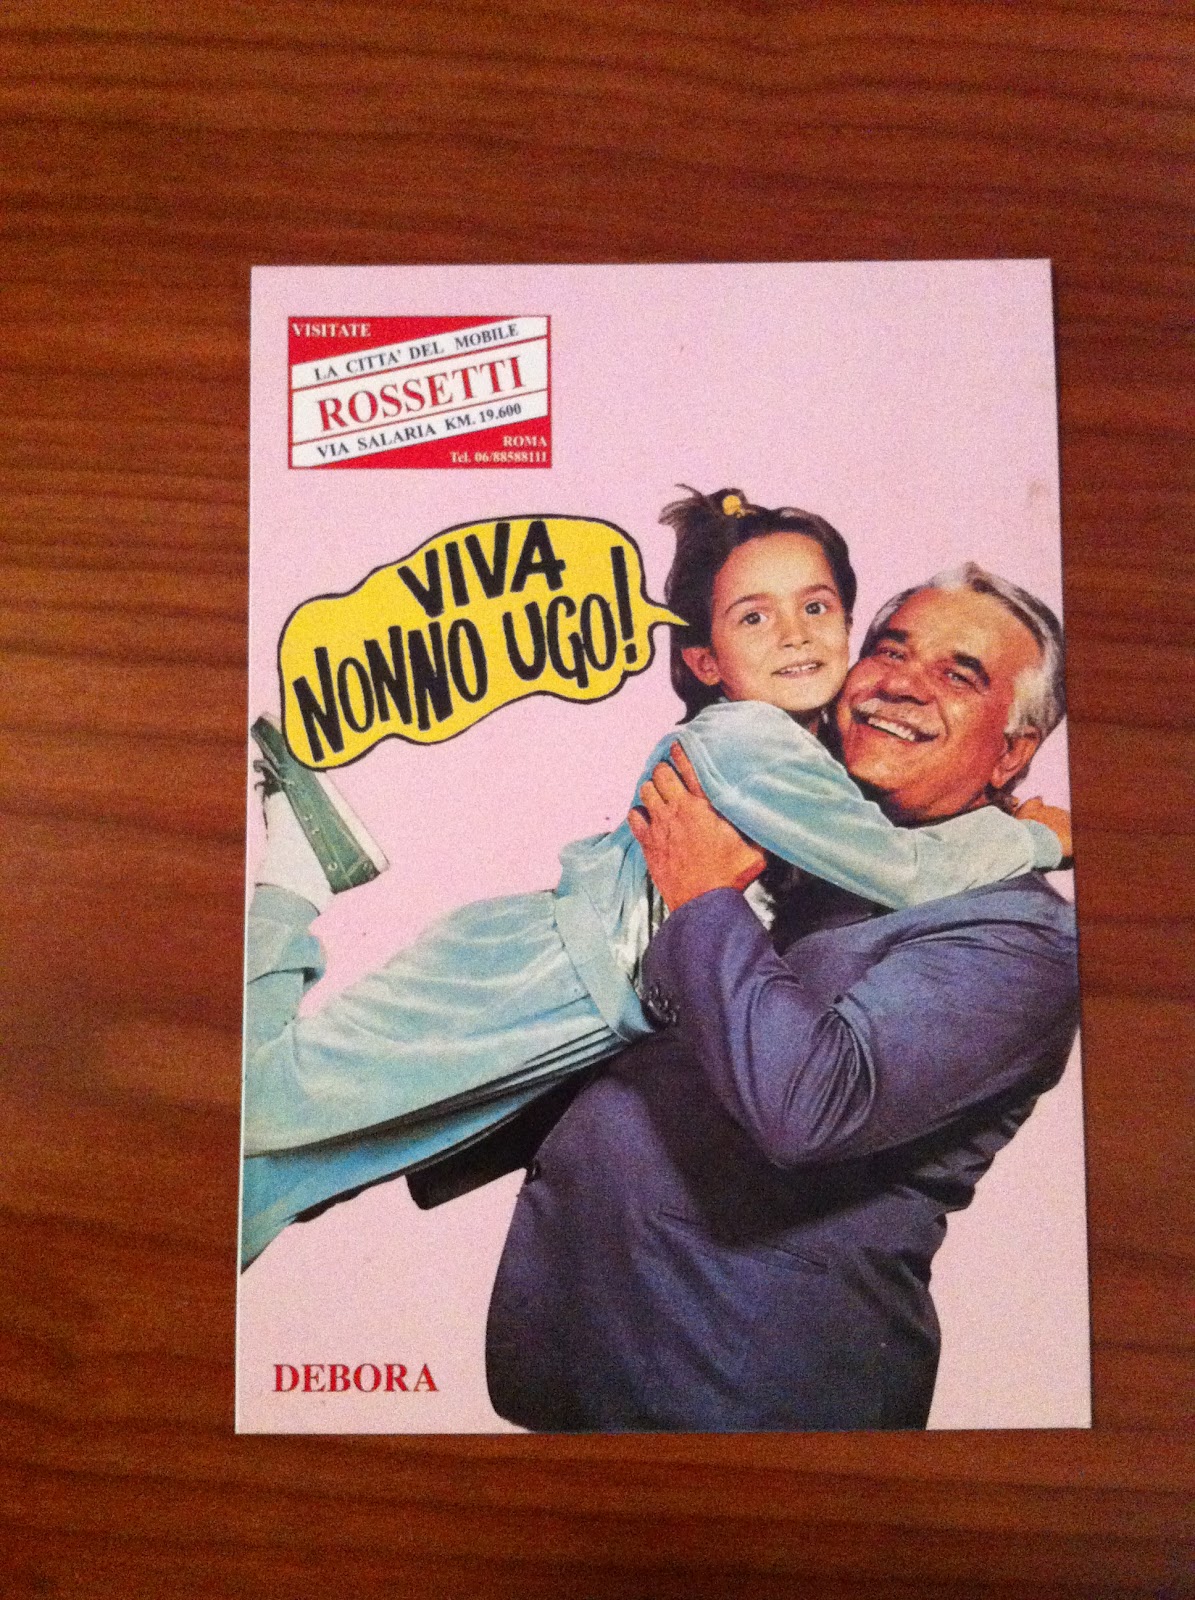 VISITATE
LA CITTA' DEL MOBILE
ROSSETTI
VIA SALARIA KM. 19.600
ROMA
Tel. 06/88588111
VIVA
NONNO UGO!
DEBORA